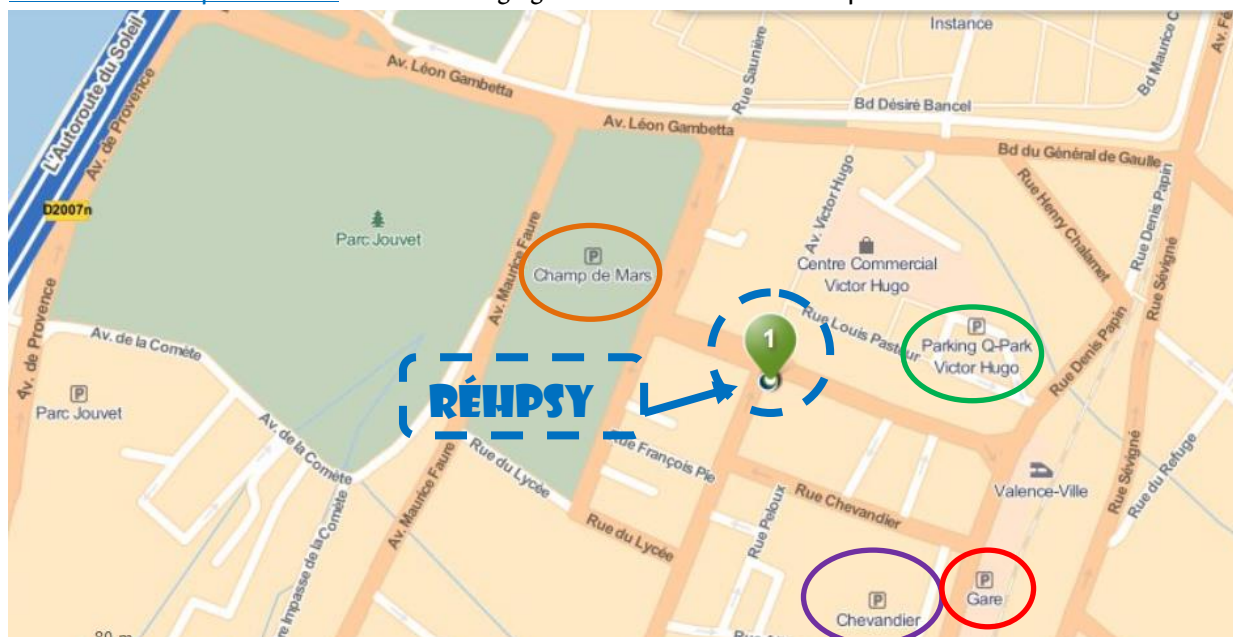 Instance
L'Autoroute du Soleil
Av. de Provence
Av. Léon Gambetta
Rue Saunière
Bd Désiré Bancel
Bd Maurice C
Av. Fé
Av. Léon Gambetta
Bd du Général de Gaulle
D2007n
Parc Jouvet
Av. Maurice Faure
P
Champ de Mars
Av. Victor Hugo
Centre Commercial
Victor Hugo
Rue Henry Chalamet
Rue Denis Papin
Rue Sévigné
Av. de Provence
Av. de la Comète
1
Rue Louis Pasteur
P
Parking Q-Park
Victor Hugo
Rue Denis Papin
P
Parc Jouvet
RÉHPSY
Av. de la Comète
Rue du Lycée
Rue François Pie
Valence-Ville
Rue Sévigné
Rue du Refuge
Av. Maurice Faure
Rue Chevandier
Rue du Lycée
Rue Peloux
Impasse de la Comète
P
Gare
P
Chevandier
80 m